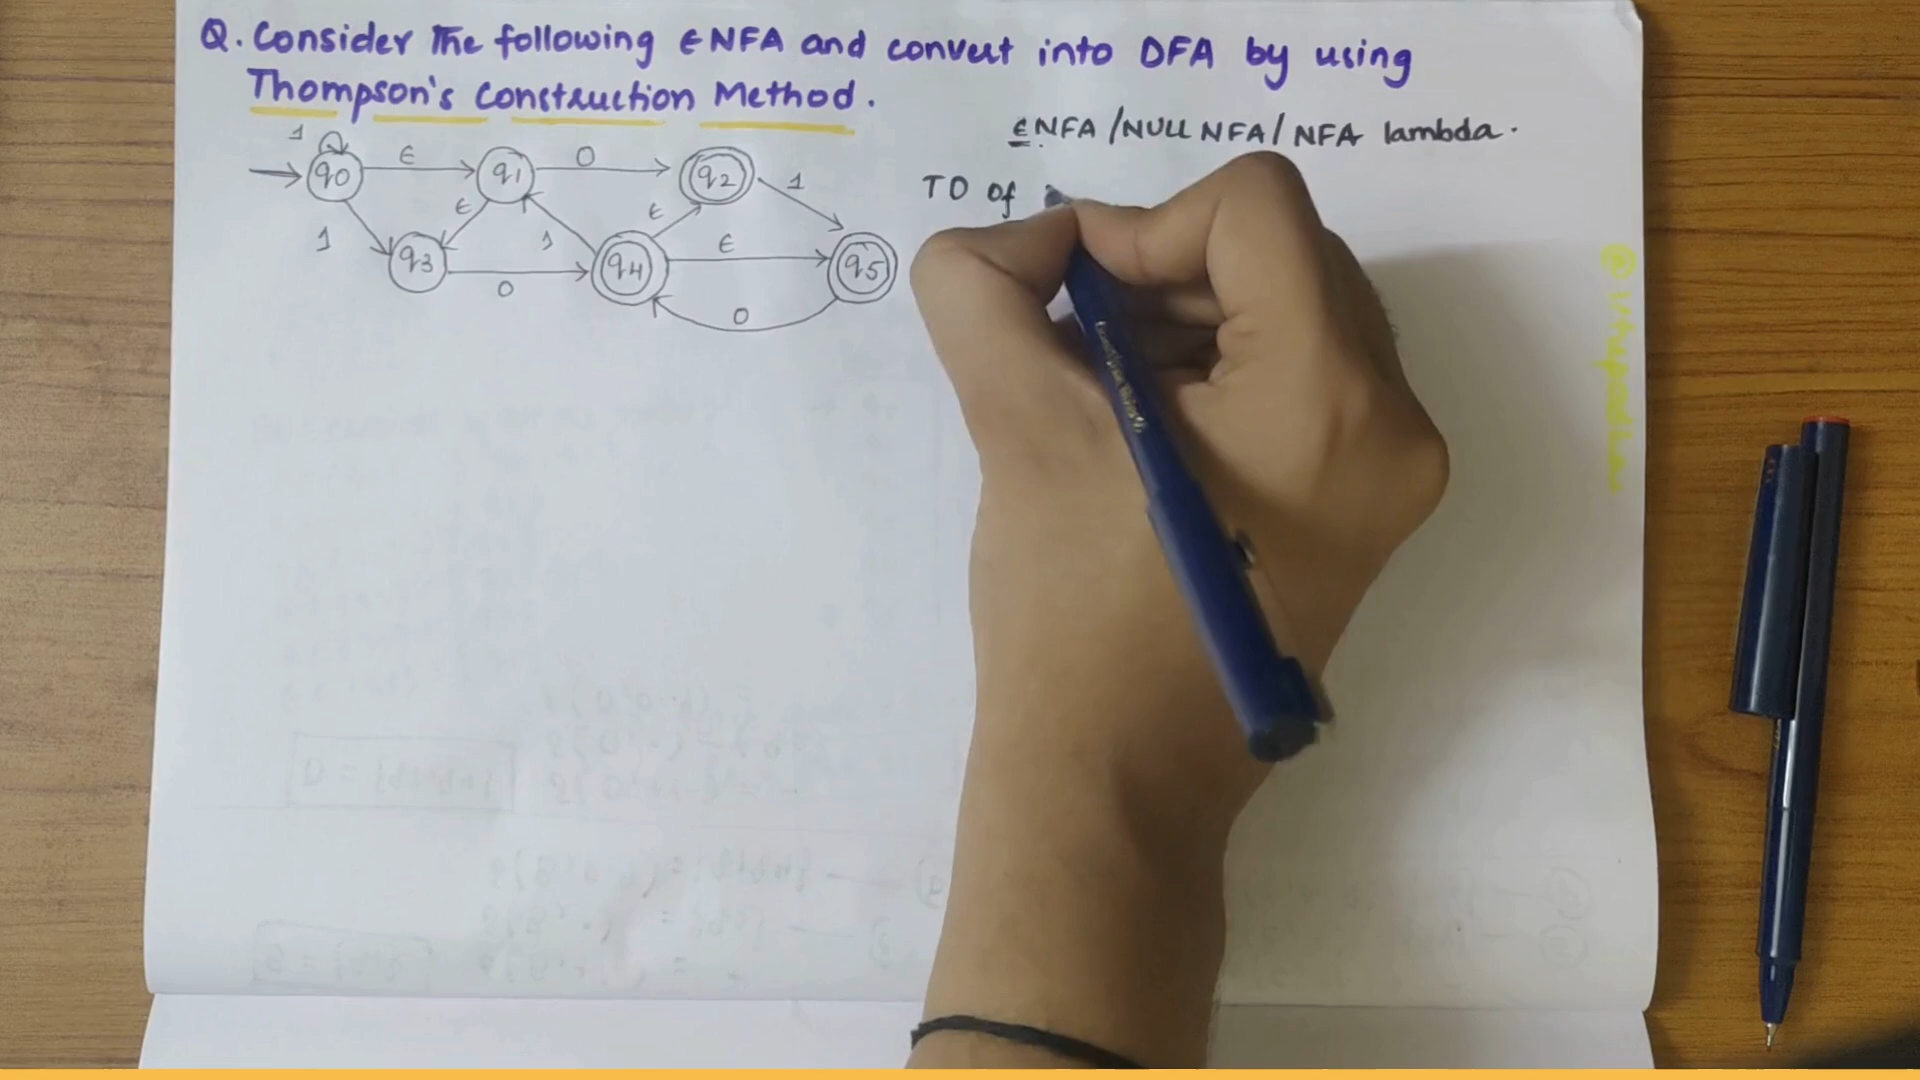 Q. Consider The following ϵNFA and convert into DFA by using
Thompson's Construction Method.
ϵNFA / NULL NFA / NFA lambda.
TD of
1
q0
ϵ
q1
0
q2
1
1
ϵ
q3
0
1
q4
ϵ
ϵ
q5
0